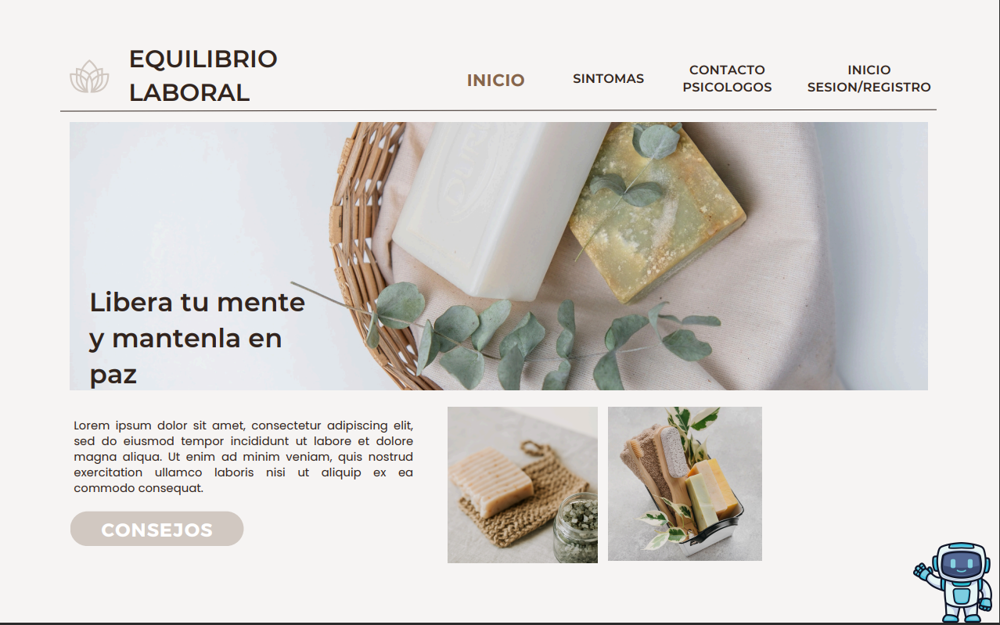 EQUILIBRIO
LABORAL
INICIO
SINTOMAS
CONTACTO
PSICOLOGOS
INICIO
SESION/REGISTRO
Libera tu mente
y mantenla en
paz
Lorem ipsum dolor sit amet, consectetur adipiscing elit,
sed do eiusmod tempor incididunt ut labore et dolore
magna aliqua. Ut enim ad minim veniam, quis nostrud
exercitation ullamco laboris nisi ut aliquip ex ea
commodo consequat.
CONSEJOS